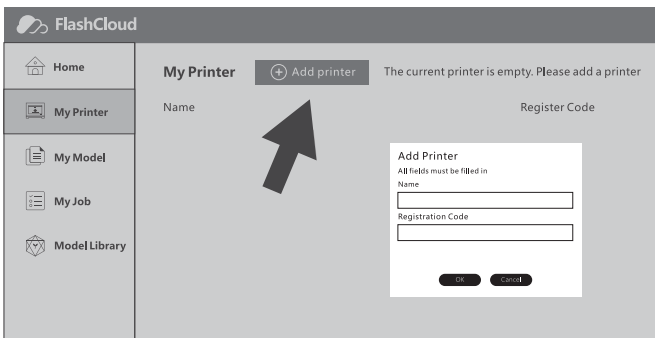 FlashCloud
Home
My Printer
My Model
My Job
Model Library
My Printer
Add printer
The current printer is empty. Please add a printer
Name
Register Code
Add Printer
All fields must be filled in
Name
Registration Code
OK
Cancel